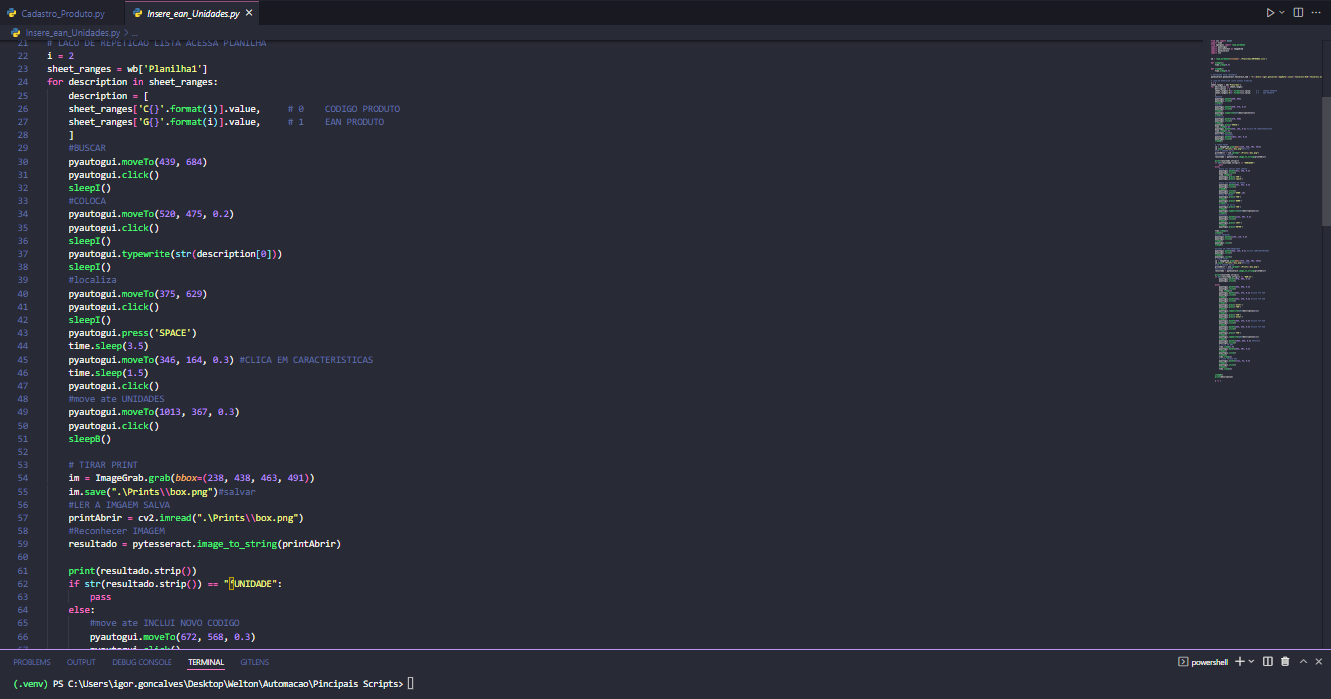 Cadastro_Produto.py
Insere_ean_Unidades.py
Insere_ean_Unidades.py > ...
21 # LACO DE REPETICAO LISTA ACESSA PLANILHA
22 i = 2
23 sheet_ranges = wb['Planilha1']
24 for description in sheet_ranges:
25 description = [
26 sheet_ranges['C{}'.format(i)].value, # 0 CODIGO PRODUTO
27 sheet_ranges['G{}'.format(i)].value, # 1 EAN PRODUTO
28 ]
29 #BUSCAR
30 pyautogui.moveTo(439, 684)
31 pyautogui.click()
32 sleepI()
33 #COLOCA
34 pyautogui.moveTo(520, 475, 0.2)
35 pyautogui.click()
36 sleepI()
37 pyautogui.typewrite(str(description[0]))
38 sleepI()
39 #localiza
40 pyautogui.moveTo(375, 629)
41 pyautogui.click()
42 sleepI()
43 pyautogui.press('SPACE')
44 time.sleep(3.5)
45 pyautogui.moveTo(346, 164, 0.3) #CLICA EM CARACTERISTICAS
46 time.sleep(1.5)
47 pyautogui.click()
48 #move ate UNIDADES
49 pyautogui.moveTo(1013, 367, 0.3)
50 pyautogui.click()
51 sleepB()
52
53 # TIRAR PRINT
54 im = ImageGrab.grab(bbox=(238, 438, 463, 491))
55 im.save(".\Prints\\box.png")#salvar
56 #LER A IMGAEM SALVA
57 printAbrir = cv2.imread(".\Prints\\box.png")
58 #Reconhecer IMAGEM
59 resultado = pytesseract.image_to_string(printAbrir)
60
61 print(resultado.strip())
62 if str(resultado.strip()) == "'UNIDADE":
63 pass
64 else:
65 #move ate INCLUI NOVO CODIGO
66 pyautogui.moveTo(672, 568, 0.3)
67 pyautogui.click()
PROBLEMS OUTPUT DEBUG CONSOLE TERMINAL GITLENS
powershell
(.venv) PS C:\Users\igor.goncalves\Desktop\Welton\Automacao\Pincipais Scripts>